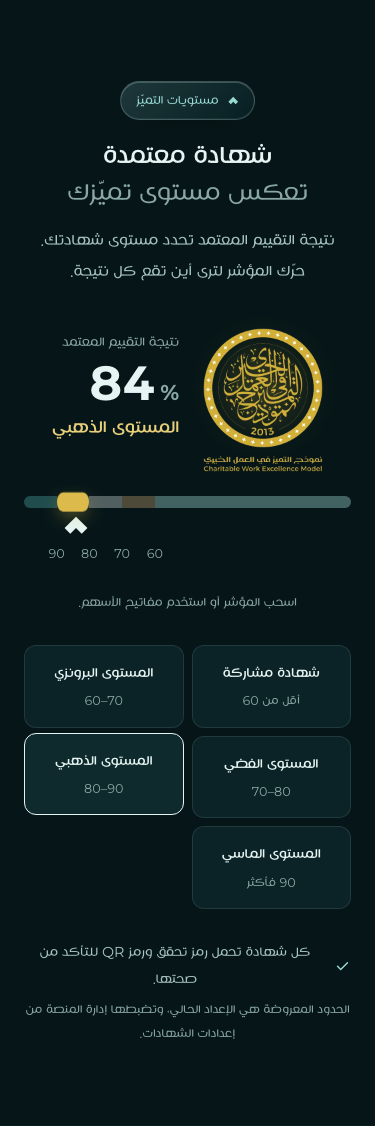 مستويات التميّز
شهادة معتمدة
تعكس مستوى تميّزك
نتيجة التقييم المعتمد تحدد مستوى شهادتك.
حرّك المؤشر لترى أين تقع كل نتيجة.
2013
نموذج التميز في العمل الخيري
Charitable Work Excellence Model
نتيجة التقييم المعتمد
84%
المستوى الذهبي
60 70 80 90
اسحب المؤشر أو استخدم مفاتيح الأسهم.
شهادة مشاركة
أقل من 60
المستوى البرونزي
60–70
المستوى الفضي
70–80
المستوى الذهبي
80–90
المستوى الماسي
90 فأكثر
كل شهادة تحمل رمز تحقق ورمز QR للتأكد من
صحتها.
الحدود المعروضة هي الإعداد الحالي، وتضبطها إدارة المنصة من
إعدادات الشهادات.